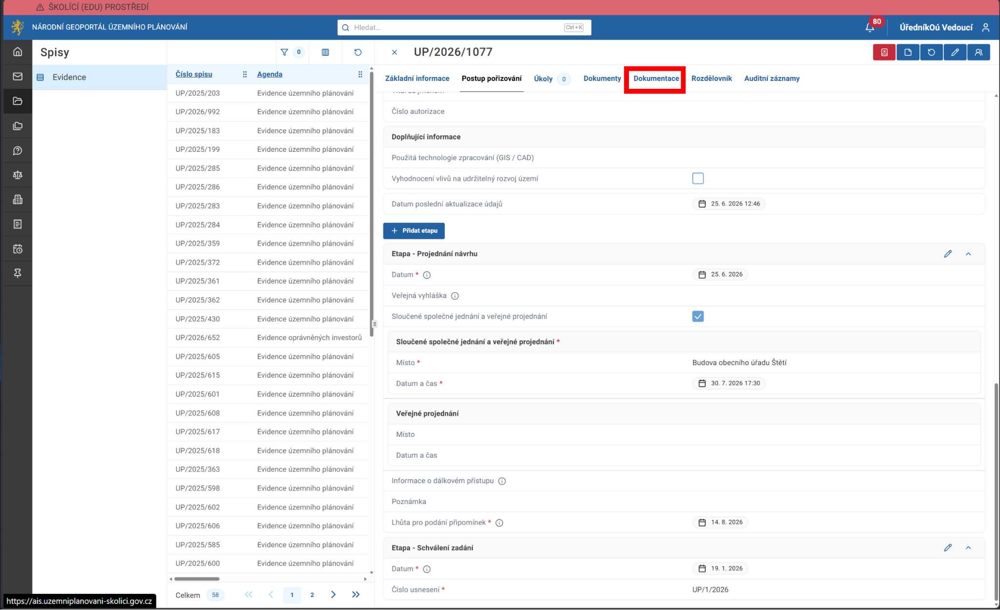 ŠKOLÍCÍ (EDU) PROSTŘEDÍ
NÁRODNÍ GEOPORTÁL ÚZEMNÍHO PLÁNOVÁNÍ
Hledat...
Ctrl+K
80
ÚředníkOú Vedoucí
Spisy
0
UP/2026/1077
Evidence
Číslo spisu
Agenda
Základní informace
Postup pořizování
Úkoly 0
Dokumenty
Dokumentace
Rozdělovník
Auditní záznamy
UP/2025/203 Evidence územního plánování
UP/2026/992 Evidence územního plánování
UP/2025/183 Evidence územního plánování
UP/2025/199 Evidence územního plánování
UP/2025/285 Evidence územního plánování
UP/2025/286 Evidence územního plánování
UP/2025/283 Evidence územního plánování
UP/2025/284 Evidence územního plánování
UP/2025/359 Evidence územního plánování
UP/2025/372 Evidence územního plánování
UP/2025/361 Evidence územního plánování
UP/2025/362 Evidence územního plánování
UP/2025/430 Evidence územního plánování
UP/2026/652 Evidence oprávněných investorů
UP/2025/605 Evidence územního plánování
UP/2025/615 Evidence územního plánování
UP/2025/601 Evidence územního plánování
UP/2025/608 Evidence územního plánování
UP/2025/617 Evidence územního plánování
UP/2025/618 Evidence územního plánování
UP/2025/363 Evidence územního plánování
UP/2025/598 Evidence územního plánování
UP/2025/602 Evidence územního plánování
UP/2025/606 Evidence územního plánování
UP/2025/585 Evidence územního plánování
UP/2025/600 Evidence územního plánování
Celkem 58
1 2
Číslo autorizace
Doplňující informace
Použitá technologie zpracování (GIS / CAD)
Vyhodnocení vlivů na udržitelný rozvoj území
Datum poslední aktualizace údajů 25. 6. 2026 12:46
Přidat etapu
Etapa - Projednání návrhu
Datum * 25. 6. 2026
Veřejná vyhláška
Sloučené společné jednání a veřejné projednání
Sloučené společné jednání a veřejné projednání *
Místo * Budova obecního úřadu Štětí
Datum a čas * 30. 7. 2026 17:30
Veřejné projednání
Místo
Datum a čas
Informace o dálkovém přístupu
Poznámka
Lhůta pro podání připomínek * 14. 8. 2026
Etapa - Schválení zadání
Datum * 19. 1. 2026
Číslo usnesení * UP/1/2026
https://ais.uzemniplanovani-skolici.gov.cz